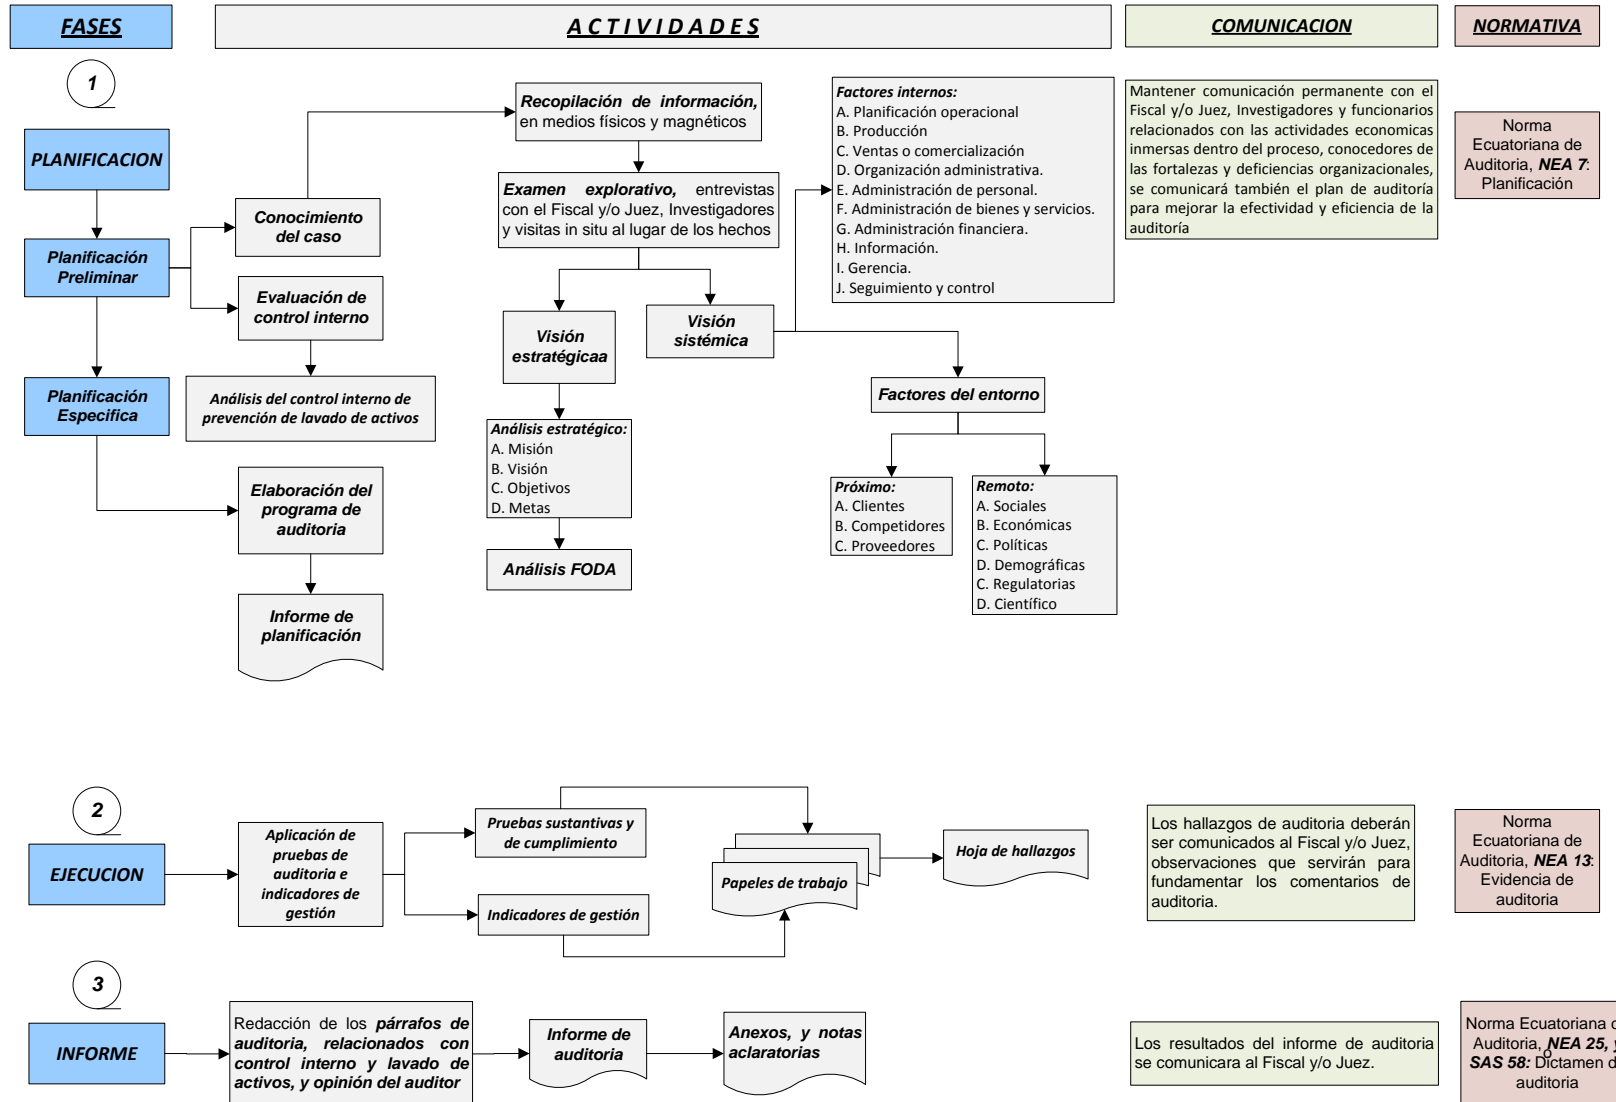 FASES
A C T I V I D A D E S
COMUNICACION
NORMATIVA
1
PLANIFICACION
Planificación
Preliminar
Planificación
Especifica
Conocimiento
del caso
Evaluación de
control interno
Análisis del control interno de
prevención de lavado de activos
Elaboración del
programa de
auditoria
Informe de
planificación
Recopilación de información,
en medios físicos y magnéticos
Examen explorativo, entrevistas
con el Fiscal y/o Juez, Investigadores
y visitas in situ al lugar de los hechos
Visión
estratégicaa
Visión
sistémica
Análisis estratégico:
A. Misión
B. Visión
C. Objetivos
D. Metas
Análisis FODA
Factores internos:
A. Planificación operacional
B. Producción
C. Ventas o comercialización
D. Organización administrativa.
E. Administración de personal.
F. Administración de bienes y servicios.
G. Administración financiera.
H. Información.
I. Gerencia.
J. Seguimiento y control
Factores del entorno
Próximo:
A. Clientes
B. Competidores
C. Proveedores
Remoto:
A. Sociales
B. Económicas
C. Políticas
D. Demográficas
C. Regulatorias
D. Científico
Mantener comunicación permanente con el
Fiscal y/o Juez, Investigadores y funcionarios
relacionados con las actividades economicas
inmersas dentro del proceso, conocedores de
las fortalezas y deficiencias organizacionales,
se comunicará también el plan de auditoría
para mejorar la efectividad y eficiencia de la
auditoría
Norma
Ecuatoriana de
Auditoria, NEA 7:
Planificación
2
EJECUCION
Aplicación de
pruebas de
auditoria e
indicadores de
gestión
Pruebas sustantivas y
de cumplimiento
Indicadores de gestión
Papeles de trabajo
Hoja de hallazgos
Los hallazgos de auditoria deberán
ser comunicados al Fiscal y/o Juez,
observaciones que servirán para
fundamentar los comentarios de
auditoria.
Norma
Ecuatoriana de
Auditoria, NEA 13:
Evidencia de
auditoria
3
INFORME
Redacción de los párrafos de
auditoria, relacionados con
control interno y lavado de
activos, y opinión del auditor
Informe de
auditoria
Anexos, y notas
aclaratorias
Los resultados del informe de auditoria
se comunicara al Fiscal y/o Juez.
Norma Ecuatoriana
Auditoria, NEA 25,
o
SAS 58: Dictamen
auditoria